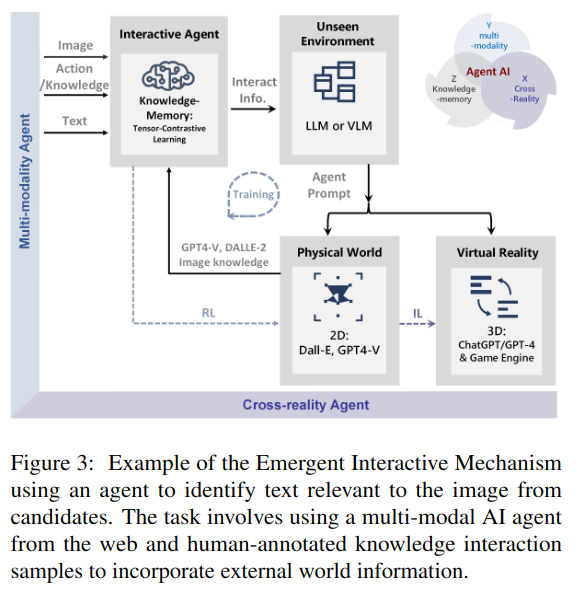 Image
Action
/Knowledge
Text
Multi-modality Agent
Interactive Agent
Knowledge-
Memory:
Tensor-Contrastive
Learning
Interact
Info.
Unseen
Environment
LLM or VLM
Y
multi
-modality
Agent AI
Z
Knowledge
-memory
X
Cross
-Reality
Agent
Prompt
Training
GPT4-V, DALLE-2
Image knowledge
RL
Physical World
2D:
Dall-E, GPT4-V
IL
Virtual Reality
3D:
ChatGPT/GPT-4
& Game Engine
Cross-reality Agent
Figure 3: Example of the Emergent Interactive Mechanism
using an agent to identify text relevant to the image from
candidates. The task involves using a multi-modal AI agent
from the web and human-annotated knowledge interaction
samples to incorporate external world information.